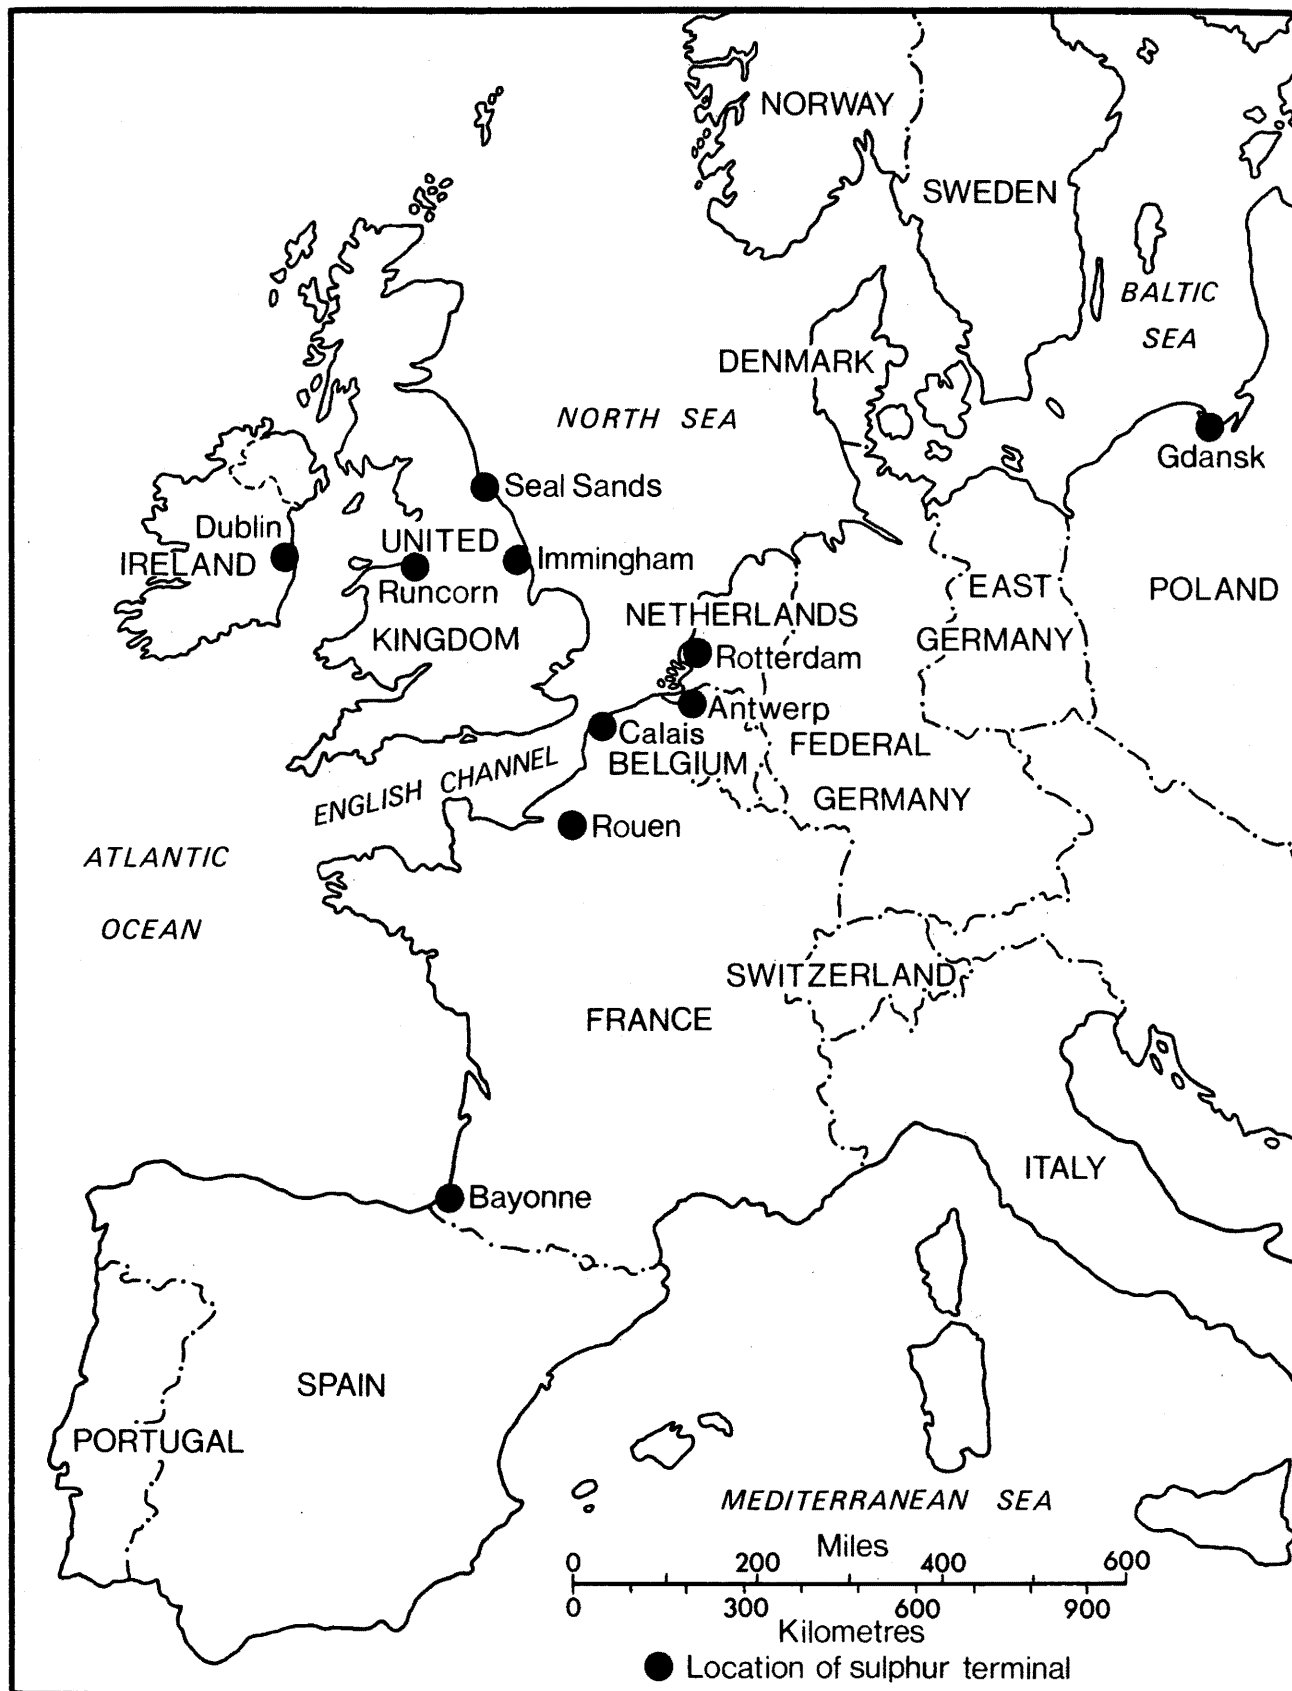 NORWAY
SWEDEN
BALTIC
SEA
DENMARK
NORTH SEA
Gdansk
Seal Sands
Dublin
UNITED
Immingham
IRELAND
Runcorn
EAST
POLAND
NETHERLANDS
KINGDOM
GERMANY
Rotterdam
Antwerp
Calais
FEDERAL
BELGIUM
ENGLISH CHANNEL
GERMANY
Rouen
ATLANTIC
OCEAN
SWITZERLAND
FRANCE
ITALY
Bayonne
SPAIN
PORTUGAL
MEDITERRANEAN SEA
Miles
0 200 400 600
0 300 600 900
Kilometres
Location of sulphur terminal